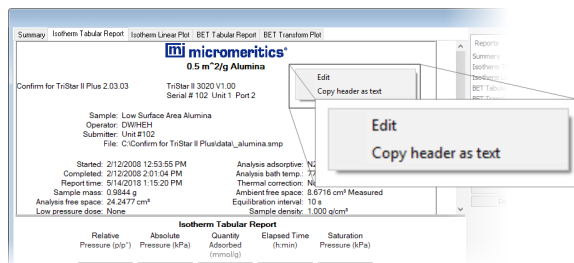 Summary Isotherm Tabular Report Isotherm Linear Plot BET Tabular Report BET Transform Plot
mi micromeritics®
0.5 m^2/g Alumina
Confirm for TriStar II Plus 2.03.03 TriStar II 3020 V1.00
Serial # 102 Unit 1 Port 2
Sample: Low Surface Area Alumina
Operator: DW/HEH
Submitter: Unit #102
File: C:\Confirm for TriStar II Plus\data\_alumina.smp
Started: 2/12/2008 12:53:55 PM Analysis adsorptive: N2
Completed: 2/12/2008 2:01:04 PM Analysis bath temp.: 77
Report time: 5/14/2018 1:15:20 PM Thermal correction: No
Sample mass: 0.9844 g Ambient free space: 8.6716 cm³ Measured
Analysis free space: 24.2477 cm³ Equilibration interval: 10 s
Low pressure dose: None Sample density: 1.000 g/cm³
Isotherm Tabular Report
Relative Pressure (p/p°) Absolute Pressure (kPa) Quantity Adsorbed (mmol/g) Elapsed Time (h:min) Saturation Pressure (kPa)
Edit
Copy header as text
Edit
Copy header as text
Reports
Summary
Isotherm
Isotherm
BET Tabular
BET Transform